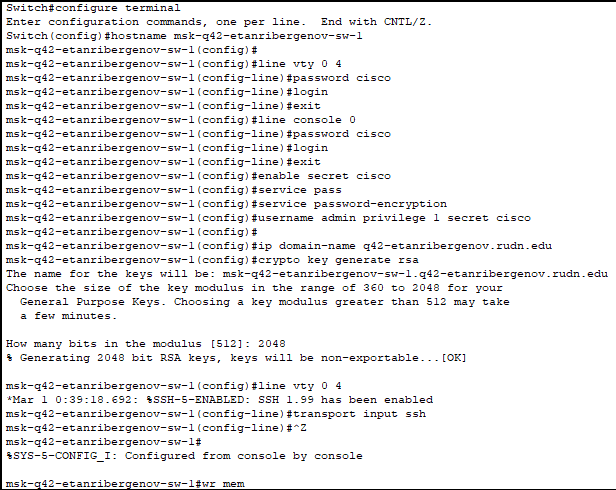 Switch#configure terminal
Enter configuration commands, one per line.  End with CNTL/Z.
Switch(config)#hostname msk-q42-etanribergenov-sw-1
msk-q42-etanribergenov-sw-1(config)#
msk-q42-etanribergenov-sw-1(config)#line vty 0 4
msk-q42-etanribergenov-sw-1(config-line)#password cisco
msk-q42-etanribergenov-sw-1(config-line)#login
msk-q42-etanribergenov-sw-1(config-line)#exit
msk-q42-etanribergenov-sw-1(config)#line console 0
msk-q42-etanribergenov-sw-1(config-line)#password cisco
msk-q42-etanribergenov-sw-1(config-line)#login
msk-q42-etanribergenov-sw-1(config-line)#exit
msk-q42-etanribergenov-sw-1(config)#enable secret cisco
msk-q42-etanribergenov-sw-1(config)#service pass
msk-q42-etanribergenov-sw-1(config)#service password-encryption
msk-q42-etanribergenov-sw-1(config)#username admin privilege 1 secret cisco
msk-q42-etanribergenov-sw-1(config)#
msk-q42-etanribergenov-sw-1(config)#ip domain-name q42-etanribergenov.rudn.edu
msk-q42-etanribergenov-sw-1(config)#crypto key generate rsa
The name for the keys will be: msk-q42-etanribergenov-sw-1.q42-etanribergenov.rudn.edu
Choose the size of the key modulus in the range of 360 to 2048 for your
  General Purpose Keys. Choosing a key modulus greater than 512 may take
  a few minutes.

How many bits in the modulus [512]: 2048
% Generating 2048 bit RSA keys, keys will be non-exportable...[OK]

msk-q42-etanribergenov-sw-1(config)#line vty 0 4
*Mar 1 0:39:18.692: %SSH-5-ENABLED: SSH 1.99 has been enabled
msk-q42-etanribergenov-sw-1(config-line)#transport input ssh
msk-q42-etanribergenov-sw-1(config-line)#^Z
msk-q42-etanribergenov-sw-1#
%SYS-5-CONFIG_I: Configured from console by console

msk-q42-etanribergenov-sw-1#wr mem